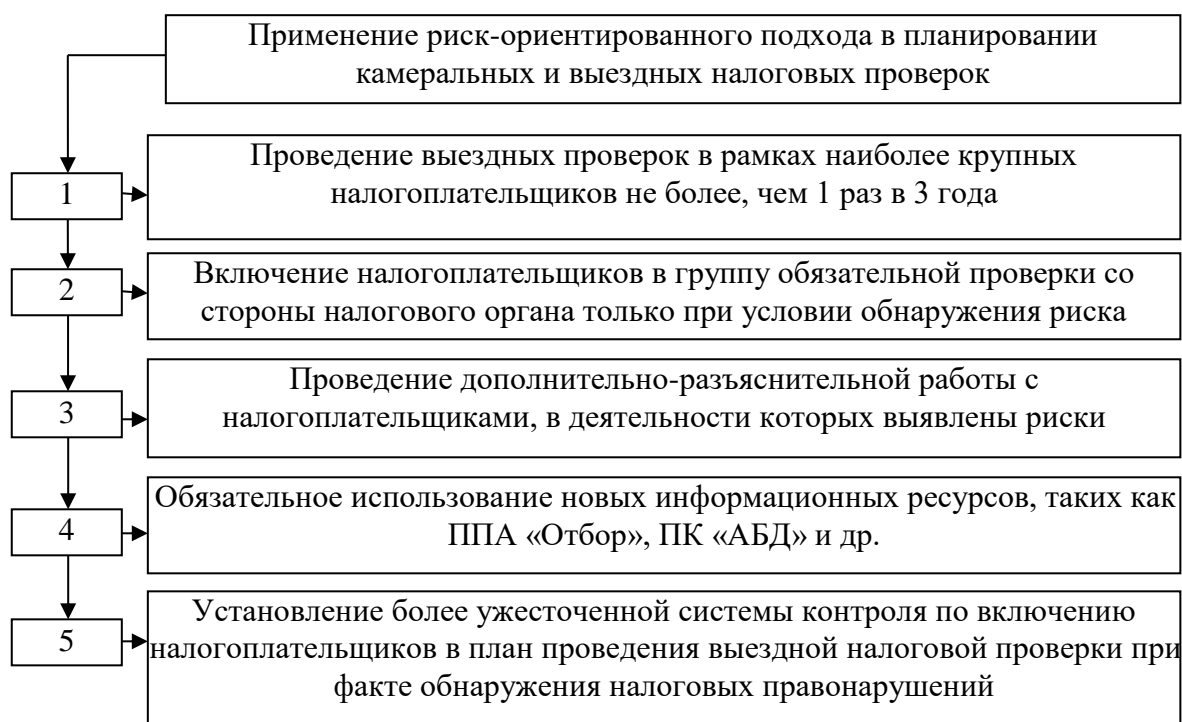 Применение риск-ориентированного подхода в планировании
камеральных и выездных налоговых проверок
1
Проведение выездных проверок в рамках наиболее крупных
налогоплательщиков не более, чем 1 раз в 3 года
2
Включение налогоплательщиков в группу обязательной проверки со
стороны налогового органа только при условии обнаружения риска
3
Проведение дополнительно-разъяснительной работы с
налогоплательщиками, в деятельности которых выявлены риски
4
Обязательное использование новых информационных ресурсов, таких как
ППА «Отбор», ПК «АБД» и др.
5
Установление более ужесточенной системы контроля по включению
налогоплательщиков в план проведения выездной налоговой проверки при
факте обнаружения налоговых правонарушений